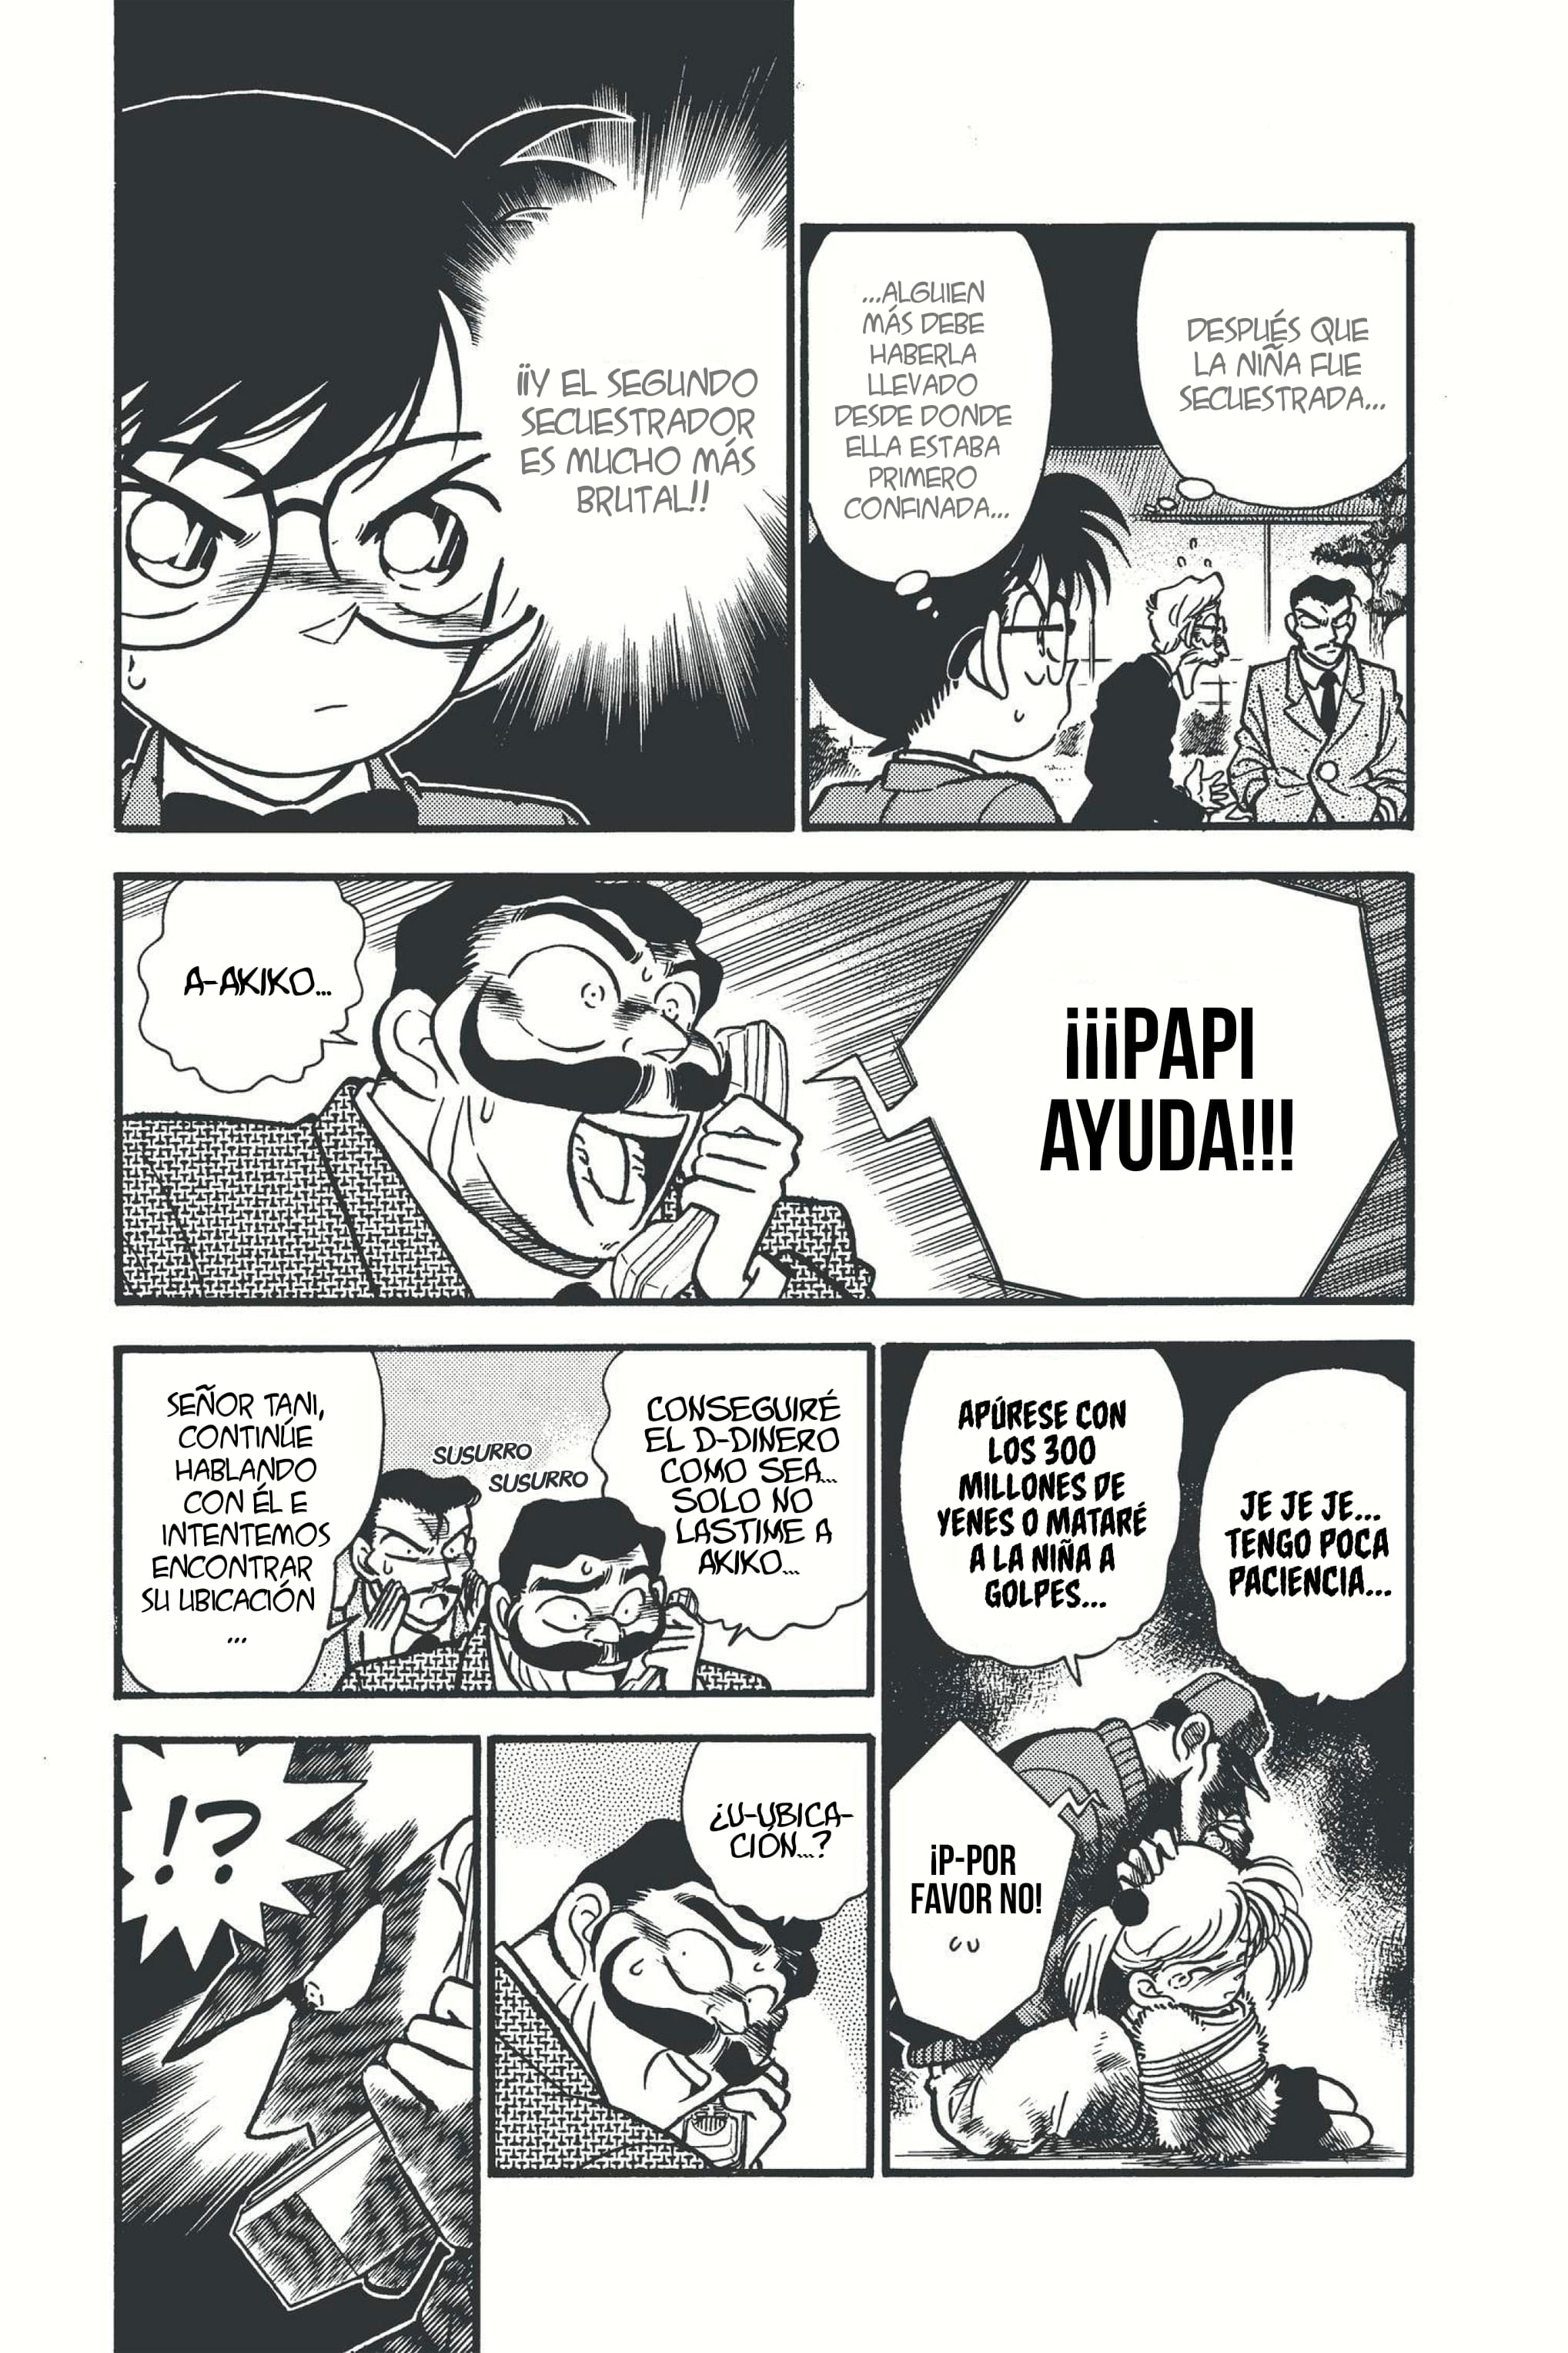 DESPUÉS QUE
LA NIÑA FUE
SECUESTRADA...
...ALGUIEN
MÁS DEBE
HABERLA
LLEVADO
DESDE DONDE
ELLA ESTABA
PRIMERO
CONFINADA...
¡¡Y EL SEGUNDO
SECUESTRADOR
ES MUCHO MÁS
BRUTAL!!
¡¡¡PAPI
AYUDA!!!
A-AKIKO...
JE JE JE...
TENGO POCA
PACIENCIA...
APÚRESE CON
LOS 300
MILLONES DE
YENES O MATARÉ
A LA NIÑA A
GOLPES...
¡P-POR
FAVOR NO!
CONSEGUIRÉ
EL D-DINERO
COMO SEA...
SOLO NO
LASTIME A
AKIKO...
SUSURRO
SUSURRO
SEÑOR TANI,
CONTINÚE
HABLANDO
CON ÉL E
INTENTEMOS
ENCONTRAR
SU UBICACIÓN
...
¿U-UBICA-
CIÓN...?
!?